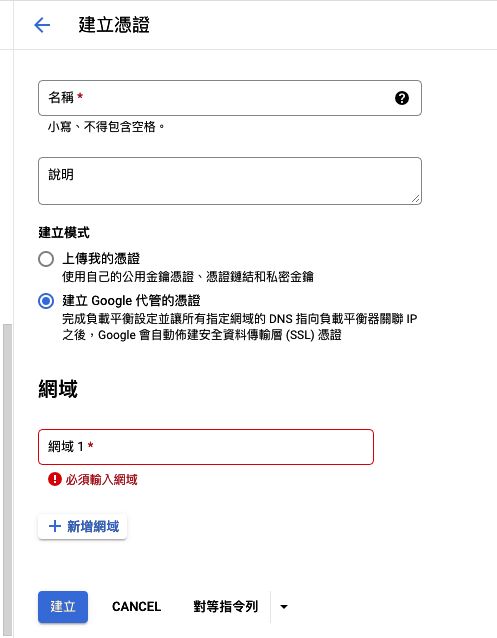 建立憑證
名稱 *
小寫、不得包含空格。
說明
建立模式
上傳我的憑證
使用自己的公用金鑰憑證、憑證鏈結和私密金鑰
建立 Google 代管的憑證
完成負載平衡設定並讓所有指定網域的 DNS 指向負載平衡器關聯 IP
之後，Google 會自動佈建安全資料傳輸層 (SSL) 憑證
網域
網域 1 *
必須輸入網域
新增網域
建立 CANCEL 對等指令列